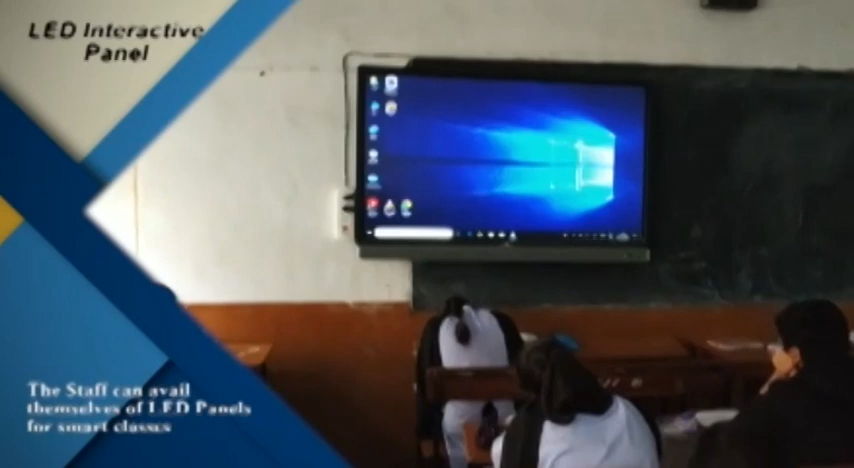 LED Interactive
Panel
The Staff can avail
themselves of LED Panels
for smart classes